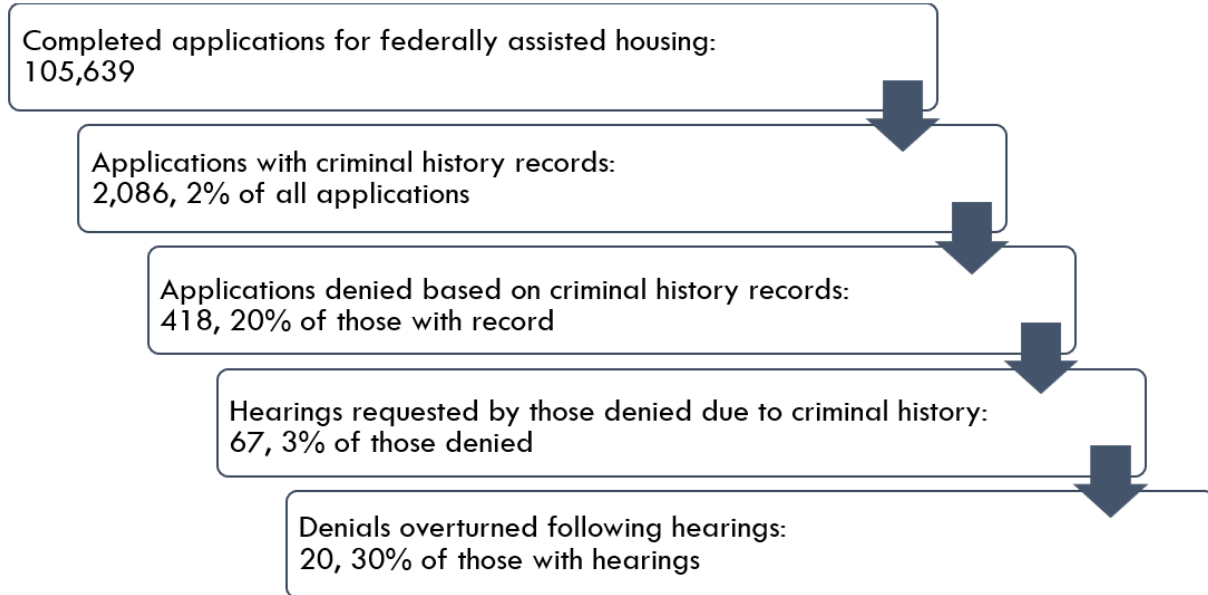 Completed applications for federally assisted housing:
105,639
Applications with criminal history records:
2,086, 2% of all applications
Applications denied based on criminal history records:
418, 20% of those with record
Hearings requested by those denied due to criminal history:
67, 3% of those denied
Denials overturned following hearings:
20, 30% of those with hearings